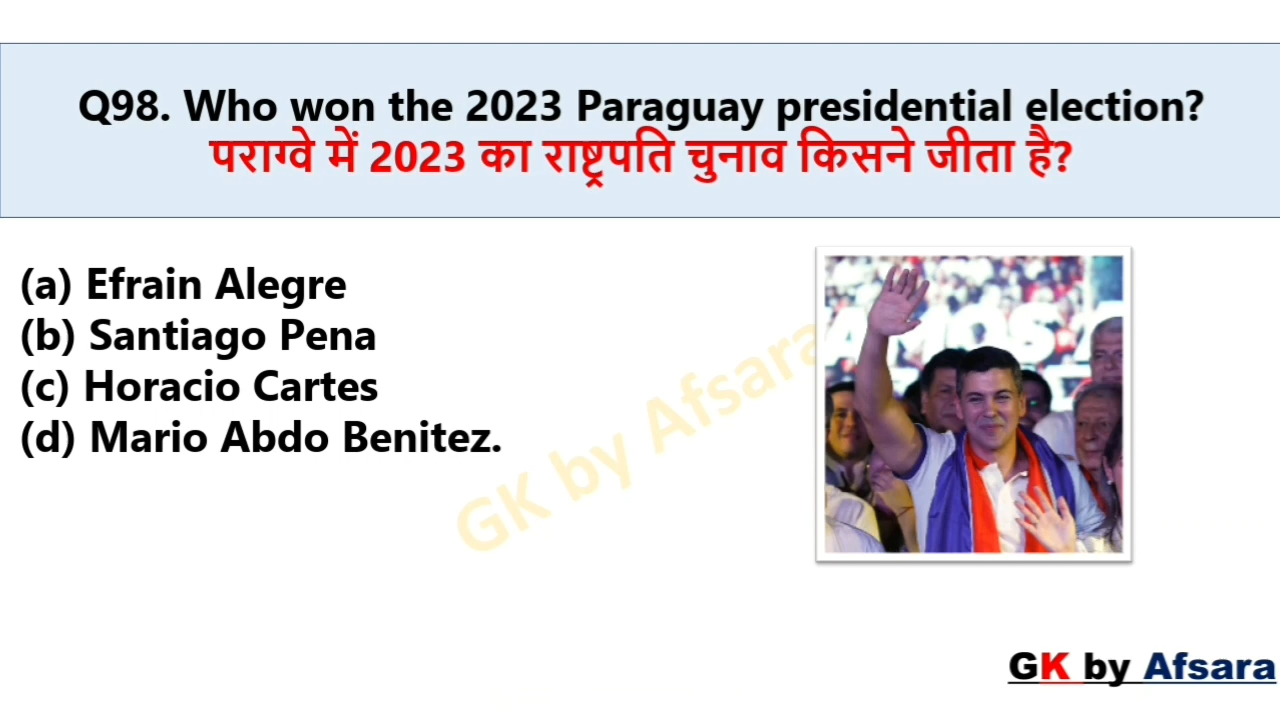 Q98. Who won the 2023 Paraguay presidential election?
पराग्वे में 2023 का राष्ट्रपति चुनाव किसने जीता है?
(a) Efrain Alegre
(b) Santiago Pena
(c) Horacio Cartes
(d) Mario Abdo Benitez.
GK by Afsara
GK by Afsara